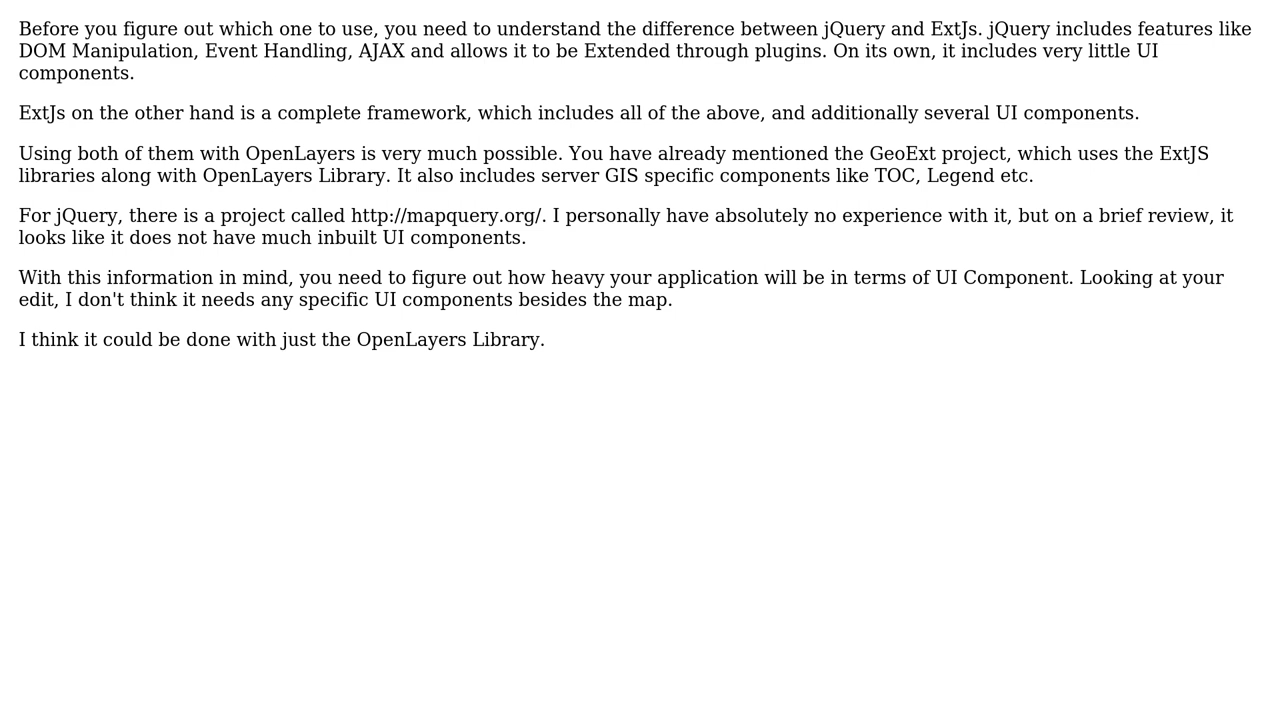 Before you figure out which one to use, you need to understand the difference between jQuery and ExtJs. jQuery includes features like
DOM Manipulation, Event Handling, AJAX and allows it to be Extended through plugins. On its own, it includes very little UI
components.
ExtJs on the other hand is a complete framework, which includes all of the above, and additionally several UI components.
Using both of them with OpenLayers is very much possible. You have already mentioned the GeoExt project, which uses the ExtJS
libraries along with OpenLayers Library. It also includes server GIS specific components like TOC, Legend etc.
For jQuery, there is a project called http://mapquery.org/. I personally have absolutely no experience with it, but on a brief review, it
looks like it does not have much inbuilt UI components.
With this information in mind, you need to figure out how heavy your application will be in terms of UI Component. Looking at your
edit, I don't think it needs any specific UI components besides the map.
I think it could be done with just the OpenLayers Library.